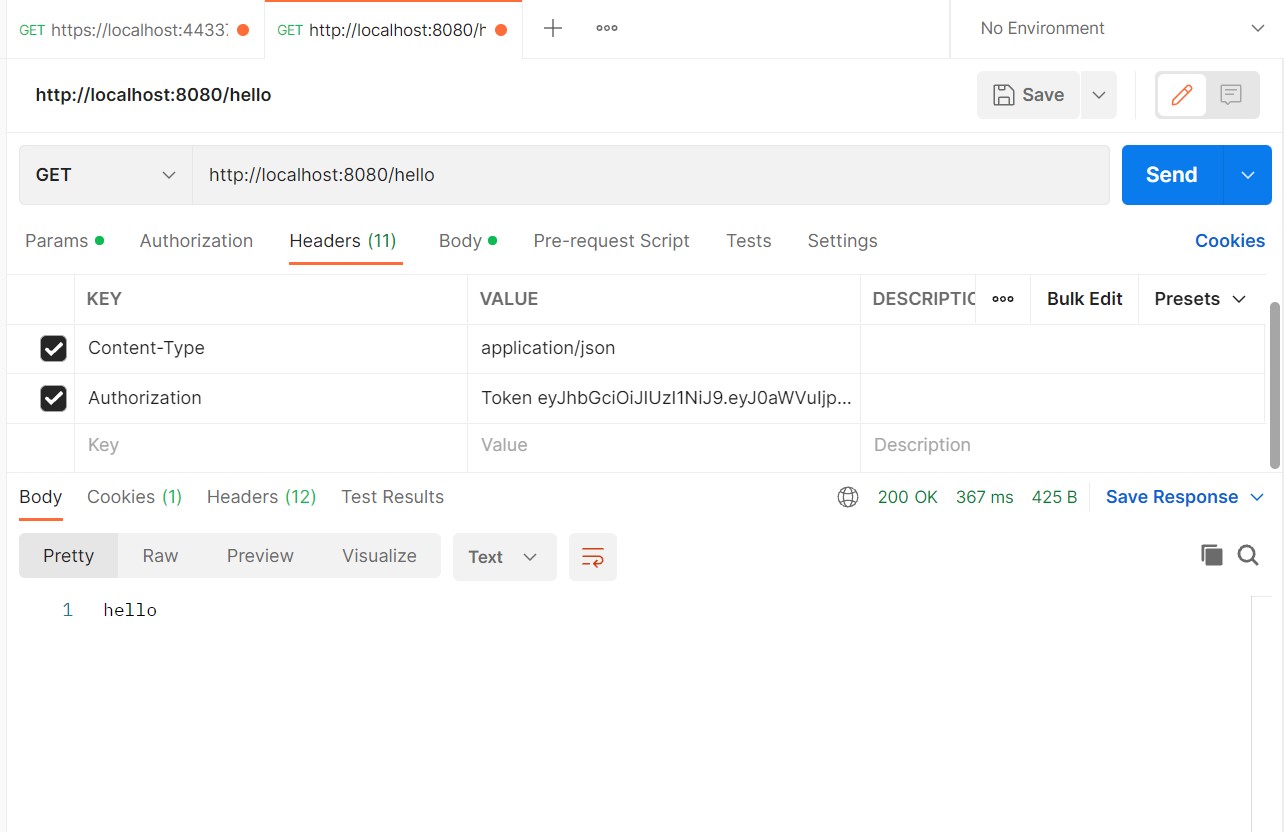 GET https://localhost:44337 GET http://localhost:8080/h No Environment
http://localhost:8080/hello Save
GET http://localhost:8080/hello Send
Params Authorization Headers (11) Body Pre-request Script Tests Settings Cookies
KEY VALUE DESCRIPTIO Bulk Edit Presets
Content-Type application/json
Authorization Token eyJhbGciOiJIUzI1NiJ9.eyJ0aWVuIjp...
Key Value Description
Body Cookies (1) Headers (12) Test Results 200 OK 367 ms 425 B Save Response
Pretty Raw Preview Visualize Text
1 hello